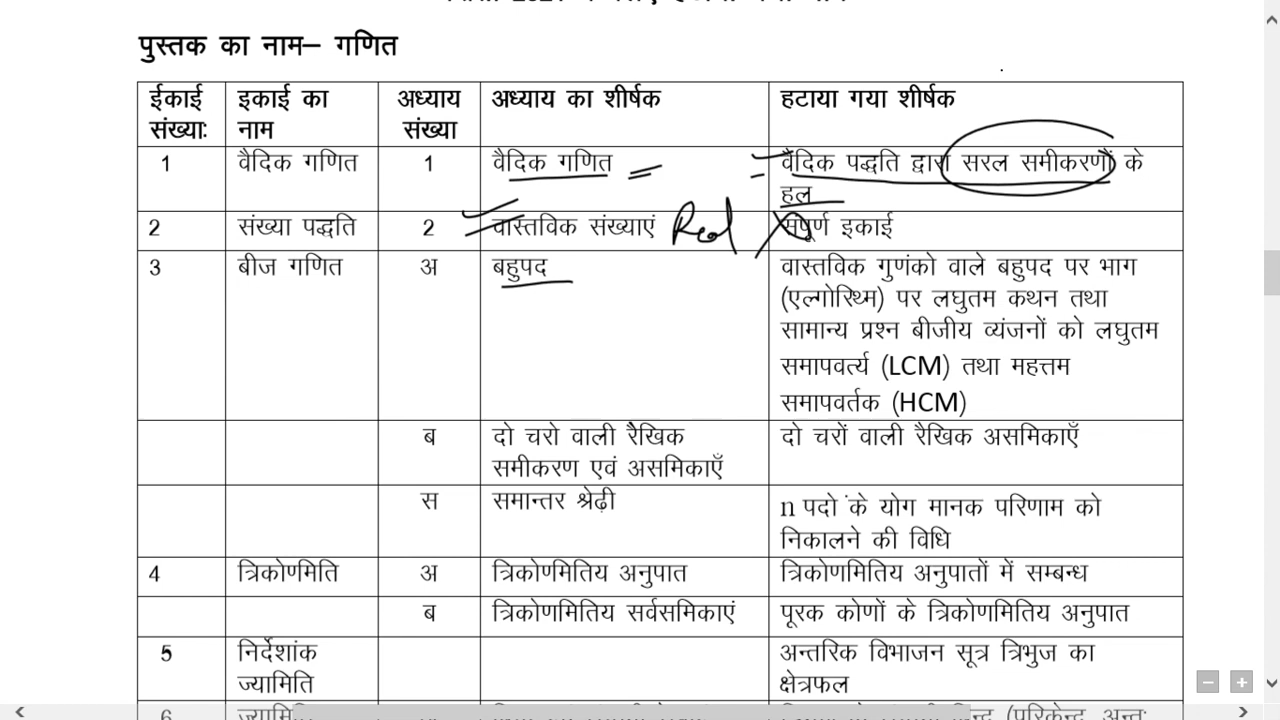 पुस्तक का नाम– गणित
ईकाई संख्याः	इकाई का नाम	अध्याय संख्या	अध्याय का शीर्षक	हटाया गया शीर्षक
1	वैदिक गणित	1	वैदिक गणित	वैदिक पद्धति द्वारा सरल समीकरणों के हल
2	संख्या पद्धति	2	वास्तविक संख्याएं	Real	संपूर्ण इकाई
3	बीज गणित	अ	बहुपद	वास्तविक गुणंको वाले बहुपद पर भाग
(एल्गोरिथ्म) पर लघुतम कथन तथा
सामान्य प्रश्न बीजीय व्यंजनों को लघुतम
समापवर्त्य (LCM) तथा महत्तम
समापवर्तक (HCM)
ब	दो चरो वाली रैखिक समीकरण एवं असमिकाएँ	दो चरों वाली रैखिक असमिकाएँ
स	समान्तर श्रेढ़ी	n पदो के योग मानक परिणाम को निकालने की विधि
4	त्रिकोणमिति	अ	त्रिकोणमितिय अनुपात	त्रिकोणमितिय अनुपातों में सम्बन्ध
ब	त्रिकोणमितिय सर्वसमिकाएं	पूरक कोणों के त्रिकोणमितिय अनुपात
5	निर्देशांक ज्यामिति	अन्तरिक विभाजन सूत्र त्रिभुज का क्षेत्रफल